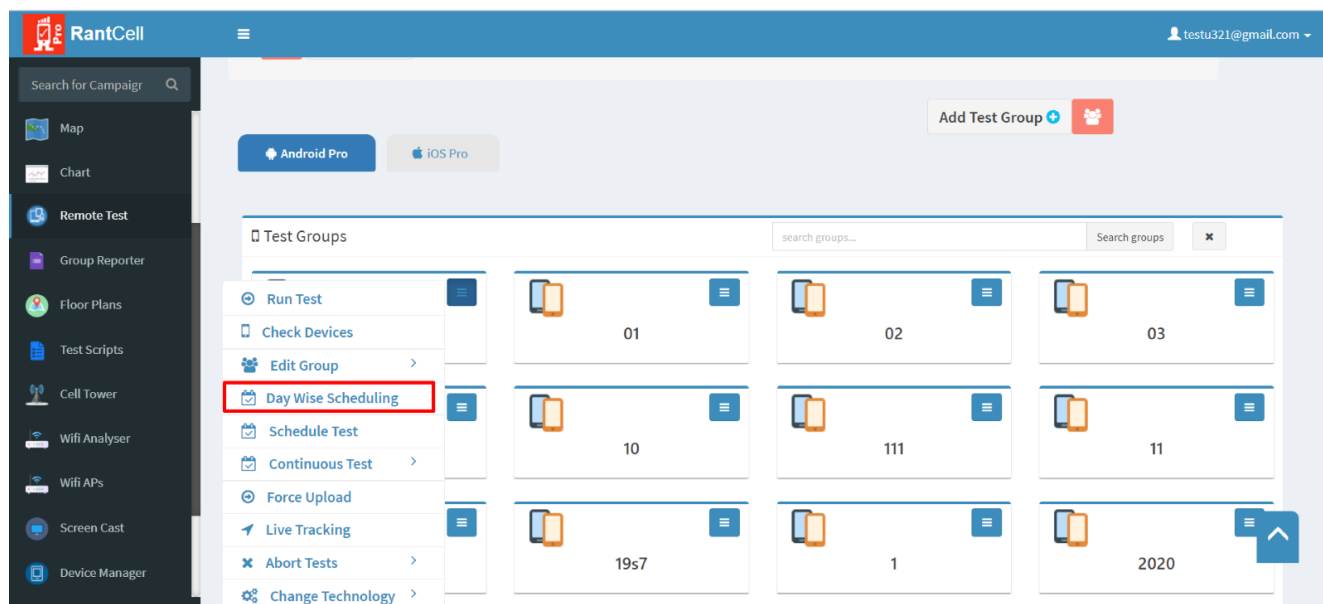 Pro RantCell
testu321@gmail.com
Search for Campaigr
Map
Chart
Remote Test
Group Reporter
Floor Plans
Test Scripts
Cell Tower
Wifi Analyser
Wifi APs
Screen Cast
Device Manager
Add Test Group
Android Pro
iOS Pro
Test Groups
search groups...
Search groups
Run Test
Check Devices
Edit Group
Day Wise Scheduling
Schedule Test
Continuous Test
Force Upload
Live Tracking
Abort Tests
Change Technology
01
02
03
10
111
11
19s7
1
2020